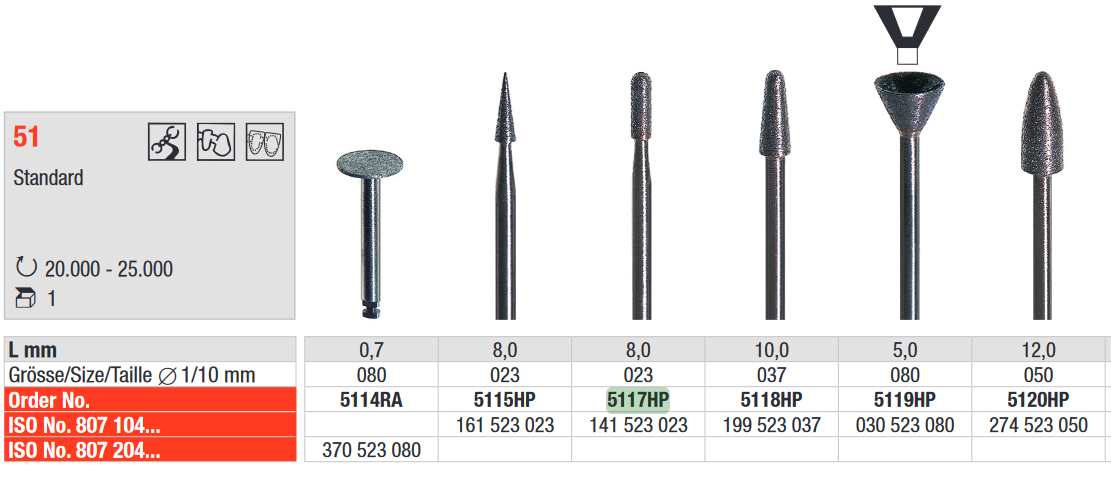 51
Standard
20.000 - 25.000
1
L mm 0,7 8,0 8,0 10,0 5,0 12,0
Grösse/Size/Taille ∅ 1/10 mm 080 023 023 037 080 050
Order No. 5114RA 5115HP 5117HP 5118HP 5119HP 5120HP
ISO No. 807 104... 161 523 023 141 523 023 199 523 037 030 523 080 274 523 050
ISO No. 807 204... 370 523 080